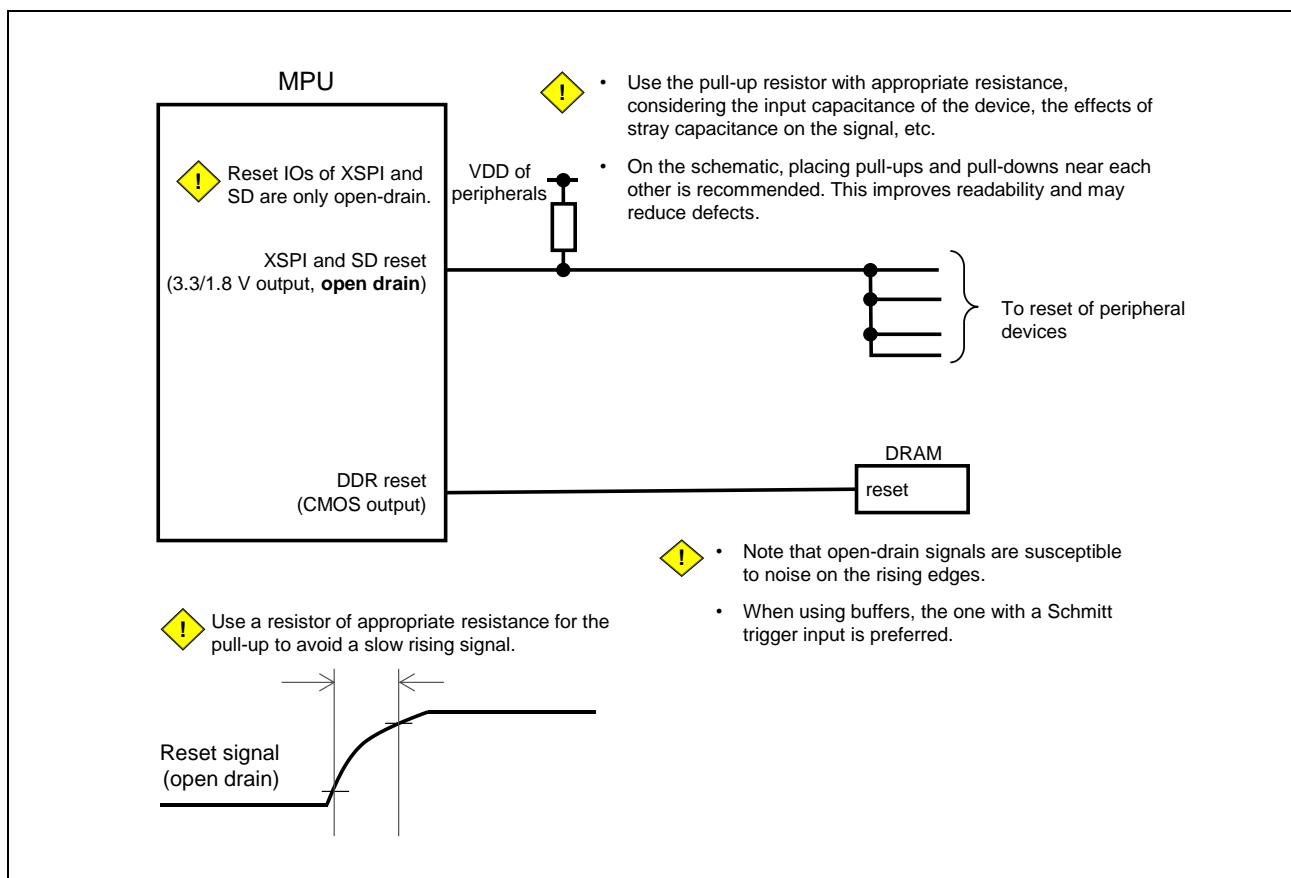 MPU
! • Use the pull-up resistor with appropriate resistance,
considering the input capacitance of the device, the effects of
stray capacitance on the signal, etc.
• On the schematic, placing pull-ups and pull-downs near each
other is recommended. This improves readability and may
reduce defects.
! Reset IOs of XSPI and
SD are only open-drain.
VDD of
peripherals
XSPI and SD reset
(3.3/1.8 V output, open drain)
To reset of peripheral
devices
DDR reset
(CMOS output)
DRAM
reset
! • Note that open-drain signals are susceptible
to noise on the rising edges.
• When using buffers, the one with a Schmitt
trigger input is preferred.
! Use a resistor of appropriate resistance for the
pull-up to avoid a slow rising signal.
Reset signal
(open drain)